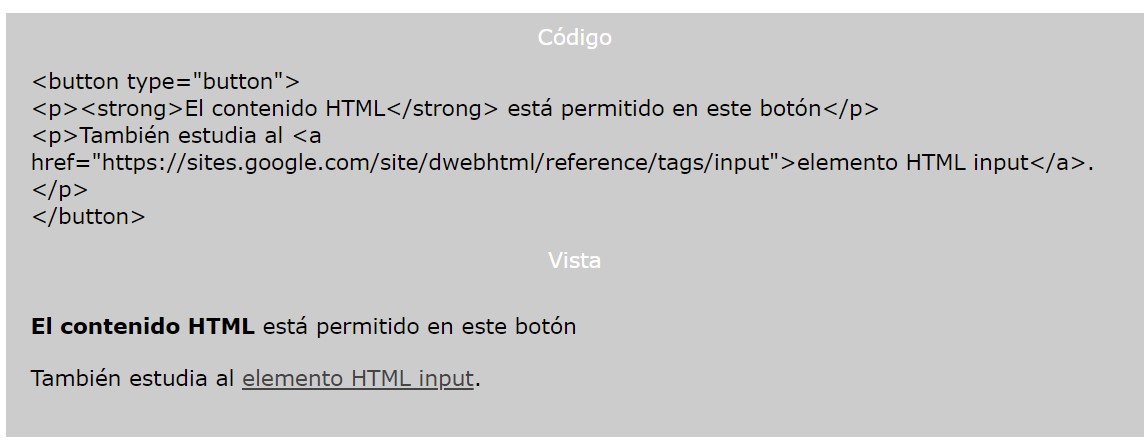 Código
<button type="button">
<p><strong>El contenido HTML</strong> está permitido en este botón</p>
<p>También estudia al <a
href="https://sites.google.com/site/dwebhtml/reference/tags/input">elemento HTML input</a>.
</p>
</button>
Vista
El contenido HTML está permitido en este botón
También estudia al elemento HTML input.